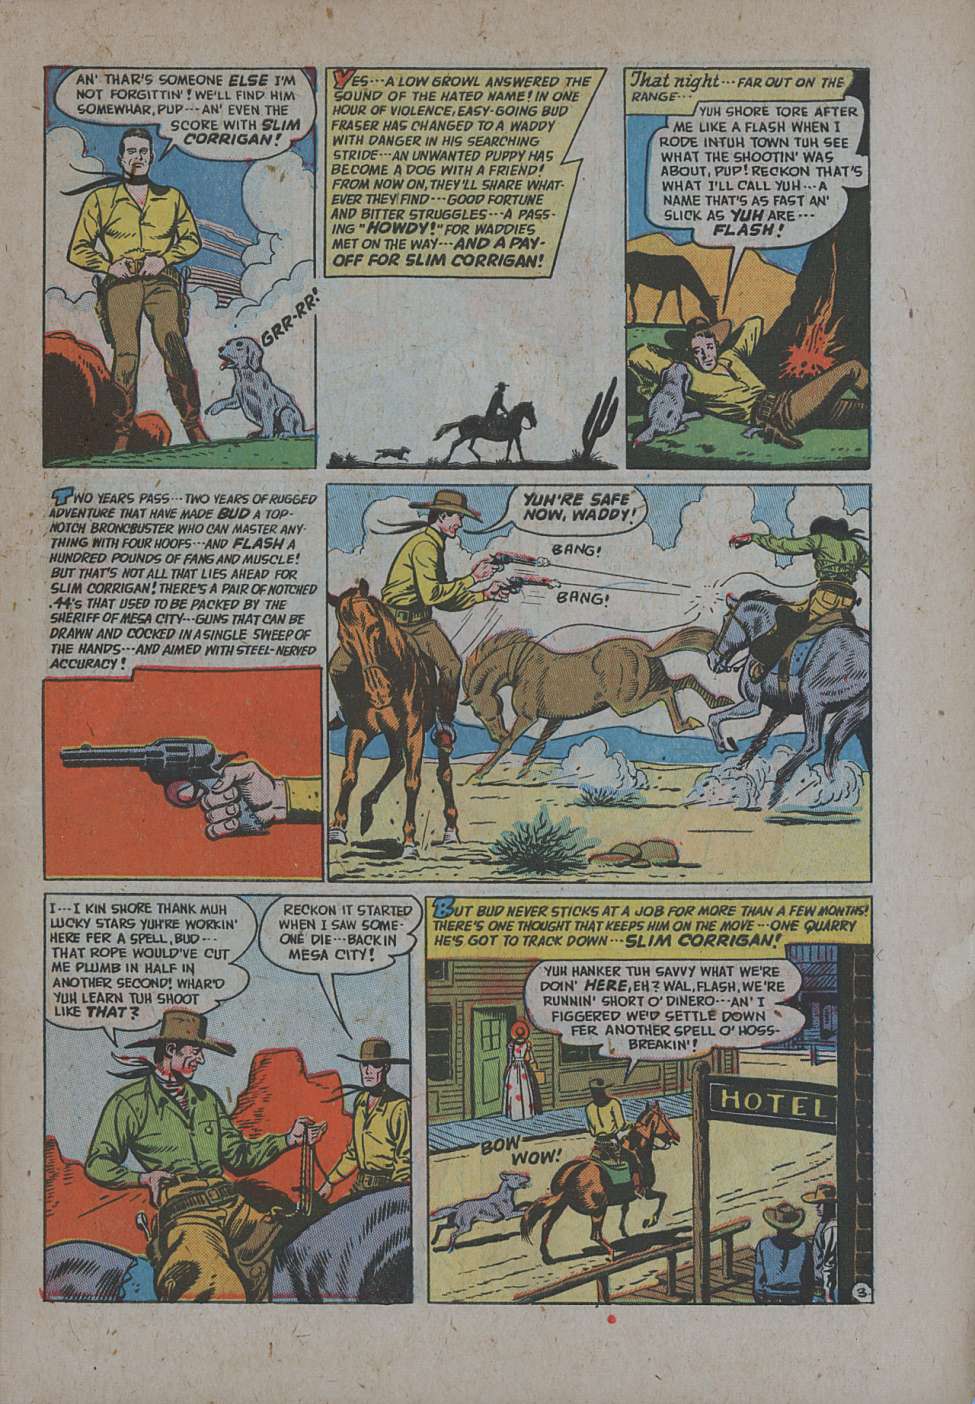 AN' THAR'S SOMEONE ELSE I'M
NOT FORGITTIN'! WE'LL FIND HIM
SOMEWHAR, PUP---AN' EVEN THE
SCORE WITH SLIM
CORRIGAN!
GRR-RR!
YES---A LOW GROWL ANSWERED THE
SOUND OF THE HATED NAME! IN ONE
HOUR OF VIOLENCE, EASY-GOING BUD
FRASER HAS CHANGED TO A WADDY
WITH DANGER IN HIS SEARCHING
STRIDE---AN UNWANTED PUPPY HAS
BECOME A DOG WITH A FRIEND!
FROM NOW ON, THEY'LL SHARE WHAT-
EVER THEY FIND---GOOD FORTUNE
AND BITTER STRUGGLES---A PASS-
ING "HOWDY!" FOR WADDIES
MET ON THE WAY---AND A PAY-
OFF FOR SLIM CORRIGAN!
That night---FAR OUT ON THE
RANGE---
YUH SHORE TORE AFTER
ME LIKE A FLASH WHEN I
RODE INTUH TOWN TUH SEE
WHAT THE SHOOTIN' WAS
ABOUT, PUP! RECKON THAT'S
WHAT I'LL CALL YUH---A
NAME THAT'S AS FAST AN'
SLICK AS YUH ARE---
FLASH!
TWO YEARS PASS---TWO YEARS OF RUGGED
ADVENTURE THAT HAVE MADE BUD A TOP-
NOTCH BRONCBUSTER WHO CAN MASTER ANY-
THING WITH FOUR HOOFS---AND FLASH A
HUNDRED POUNDS OF FANG AND MUSCLE!
BUT THAT'S NOT ALL THAT LIES AHEAD FOR
SLIM CORRIGAN! THERE'S A PAIR OF NOTCHED
.44's THAT USED TO BE PACKED BY THE
SHERIFF OF MESA CITY---GUNS THAT CAN BE
DRAWN AND COCKED IN A SINGLE SWEEP OF
THE HANDS---AND AIMED WITH STEEL-NERVED
ACCURACY!
YUH'RE SAFE
NOW, WADDY!
BANG!
BANG!
I---I KIN SHORE THANK MUH
LUCKY STARS YUH'RE WORKIN'
HERE FER A SPELL, BUD---
THAT ROPE WOULD'VE CUT
ME PLUMB IN HALF IN
ANOTHER SECOND! WHAR'D
YUH LEARN TUH SHOOT
LIKE THAT?
RECKON IT STARTED
WHEN I SAW SOME-
ONE DIE---BACK IN
MESA CITY!
BUT BUD NEVER STICKS AT A JOB FOR MORE THAN A FEW MONTHS!
THERE'S ONE THOUGHT THAT KEEPS HIM ON THE MOVE---ONE QUARRY
HE'S GOT TO TRACK DOWN---SLIM CORRIGAN!
YUH HANKER TUH SAVVY WHAT WE'RE
DOIN' HERE, EH? WAL, FLASH, WE'RE
RUNNIN' SHORT O' DINERO---AN' I
FIGGERED WE'D SETTLE DOWN
FER ANOTHER SPELL O' HOSS-
BREAKIN'!
HOTEL
BOW-
WOW!
3